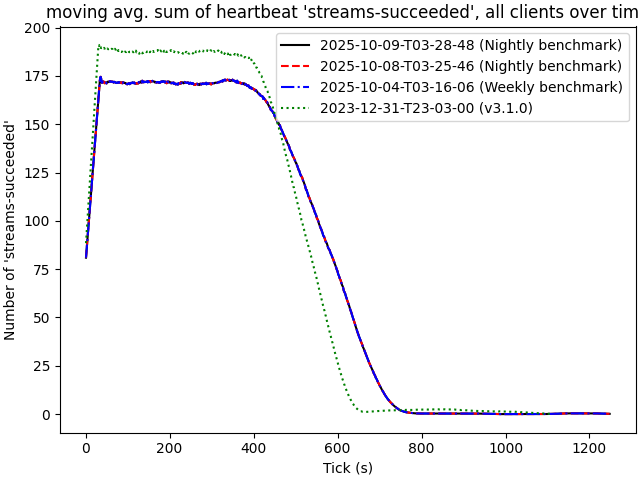 moving avg. sum of heartbeat 'streams-succeeded', all clients over tim
200
175
150
125
100
75
50
25
0
Number of 'streams-succeeded'
2025-10-09-T03-28-48 (Nightly benchmark)
2025-10-08-T03-25-46 (Nightly benchmark)
2025-10-04-T03-16-06 (Weekly benchmark)
2023-12-31-T23-03-00 (v3.1.0)
0 200 400 600 800 1000 1200
Tick (s)